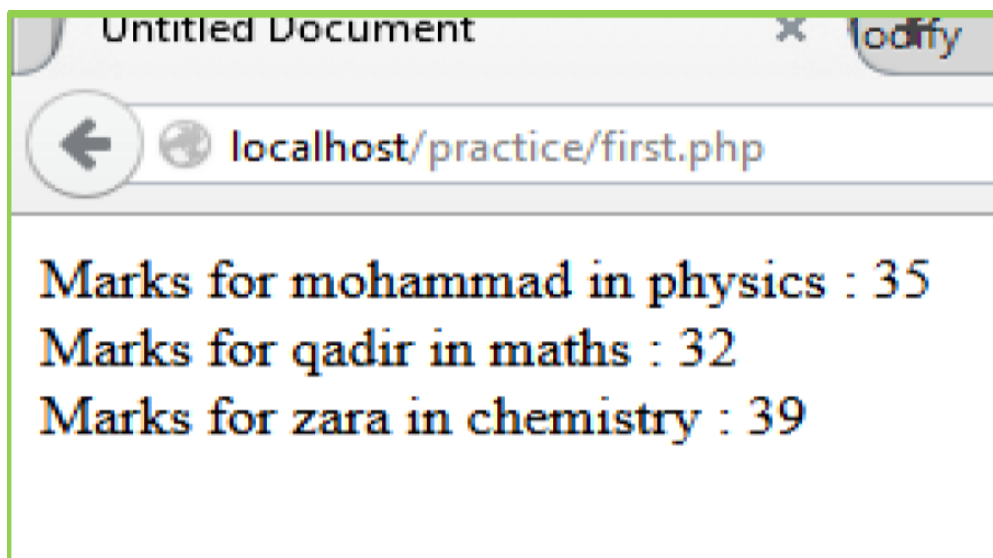 Untitled Document
localhost/practice/first.php
Marks for mohammad in physics : 35
Marks for qadir in maths : 32
Marks for zara in chemistry : 39